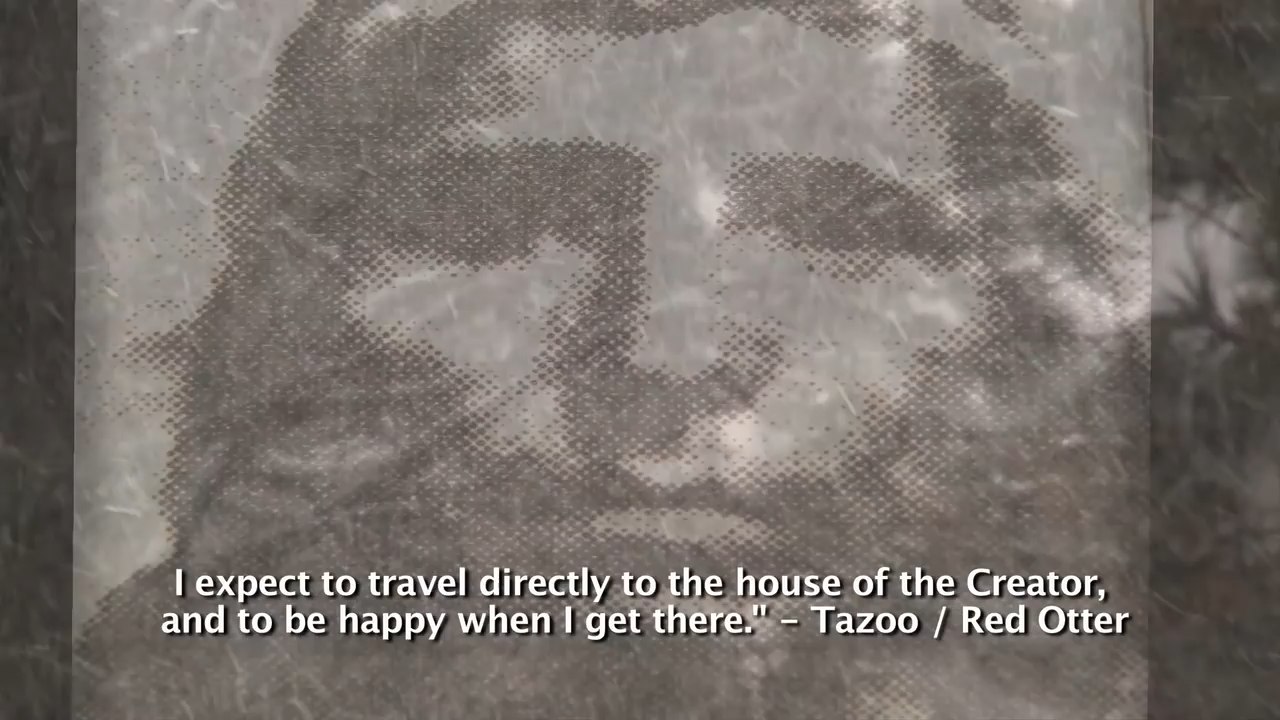 I expect to travel directly to the house of the Creator,
and to be happy when I get there." – Tazoo / Red Otter